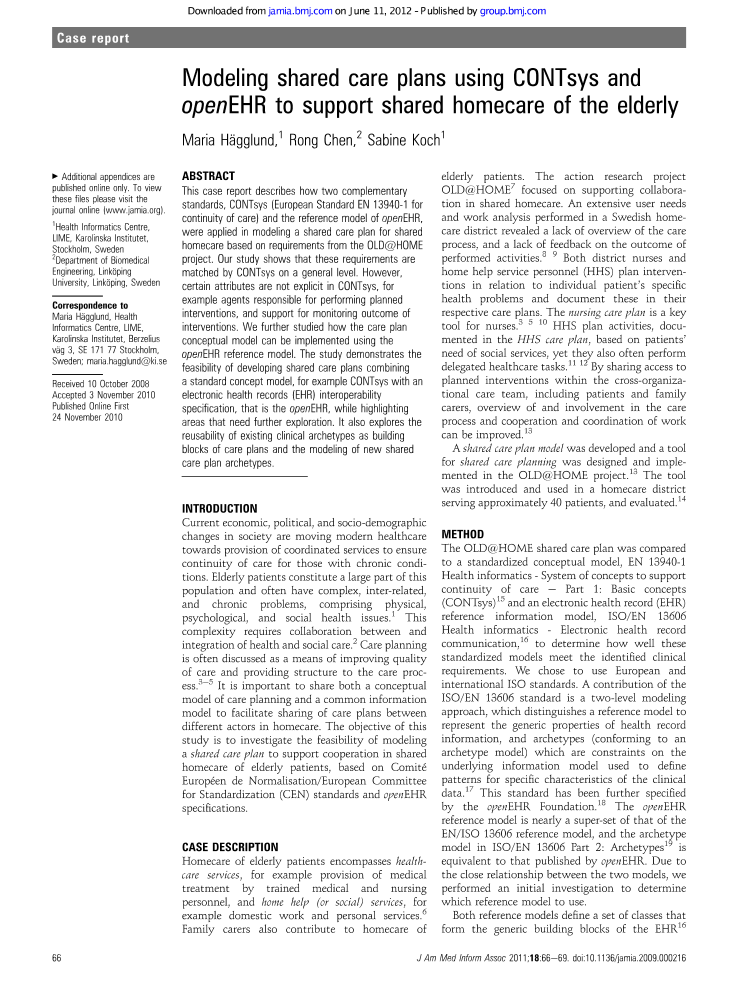 Downloaded from jamia.bmj.com on June 11, 2012 - Published by group.bmj.com
Case report
Modeling shared care plans using CONTsys and
openEHR to support shared homecare of the elderly
Maria Hägglund,1 Rong Chen,2 Sabine Koch1
▶ Additional appendices are
published online only. To view
these files please visit the
journal online (www.jamia.org).
1Health Informatics Centre,
LIME, Karolinska Institutet,
Stockholm, Sweden
2Department of Biomedical
Engineering, Linköping
University, Linköping, Sweden
Correspondence to
Maria Hägglund, Health
Informatics Centre, LIME,
Karolinska Institutet, Berzelius
väg 3, SE 171 77 Stockholm,
Sweden; maria.hagglund@ki.se
Received 10 October 2008
Accepted 3 November 2010
Published Online First
24 November 2010
ABSTRACT
This case report describes how two complementary
standards, CONTsys (European Standard EN 13940-1 for
continuity of care) and the reference model of openEHR,
were applied in modeling a shared care plan for shared
homecare based on requirements from the OLD@HOME
project. Our study shows that these requirements are
matched by CONTsys on a general level. However,
certain attributes are not explicit in CONTsys, for
example agents responsible for performing planned
interventions, and support for monitoring outcome of
interventions. We further studied how the care plan
conceptual model can be implemented using the
openEHR reference model. The study demonstrates the
feasibility of developing shared care plans combining
a standard concept model, for example CONTsys with an
electronic health records (EHR) interoperability
specification, that is the openEHR, while highlighting
areas that need further exploration. It also explores the
reusability of existing clinical archetypes as building
blocks of care plans and the modeling of new shared
care plan archetypes.
INTRODUCTION
Current economic, political, and socio-demographic
changes in society are moving modern healthcare
towards provision of coordinated services to ensure
continuity of care for those with chronic condi-
tions. Elderly patients constitute a large part of this
population and often have complex, inter-related,
and chronic problems, comprising physical,
psychological, and social health issues.1 This
complexity requires collaboration between and
integration of health and social care.2 Care planning
is often discussed as a means of improving quality
of care and providing structure to the care proc-
ess.3–5 It is important to share both a conceptual
model of care planning and a common information
model to facilitate sharing of care plans between
different actors in homecare. The objective of this
study is to investigate the feasibility of modeling
a shared care plan to support cooperation in shared
homecare of elderly patients, based on Comité
Européen de Normalisation/European Committee
for Standardization (CEN) standards and openEHR
specifications.
CASE DESCRIPTION
Homecare of elderly patients encompasses health-
care services, for example provision of medical
treatment by trained medical and nursing
personnel, and home help (or social) services, for
example domestic work and personal services.6
Family carers also contribute to homecare of
elderly patients. The action research project
OLD@HOME7 focused on supporting collabora-
tion in shared homecare. An extensive user needs
and work analysis performed in a Swedish home-
care district revealed a lack of overview of the care
process, and a lack of feedback on the outcome of
performed activities.8 9 Both district nurses and
home help service personnel (HHS) plan interven-
tions in relation to individual patient's specific
health problems and document these in their
respective care plans. The nursing care plan is a key
tool for nurses.3 5 10 HHS plan activities, docu-
mented in the HHS care plan, based on patients'
need of social services, yet they also often perform
delegated healthcare tasks.11 12 By sharing access to
planned interventions within the cross-organiza-
tional care team, including patients and family
carers, overview of and involvement in the care
process and cooperation and coordination of work
can be improved.13
A shared care plan model was developed and a tool
for shared care planning was designed and imple-
mented in the OLD@HOME project.13 The tool
was introduced and used in a homecare district
serving approximately 40 patients, and evaluated.14
METHOD
The OLD@HOME shared care plan was compared
to a standardized conceptual model, EN 13940-1
Health informatics - System of concepts to support
continuity of care — Part 1: Basic concepts
(CONTsys)15 and an electronic health record (EHR)
reference information model, ISO/EN 13606
Health informatics - Electronic health record
communication,16 to determine how well these
standardized models meet the identified clinical
requirements. We chose to use European and
international ISO standards. A contribution of the
ISO/EN 13606 standard is a two-level modeling
approach, which distinguishes a reference model to
represent the generic properties of health record
information, and archetypes (conforming to an
archetype model) which are constraints on the
underlying information model used to define
patterns for specific characteristics of the clinical
data.17 This standard has been further specified
by the openEHR Foundation.18 The openEHR
reference model is nearly a super-set of that of the
EN/ISO 13606 reference model, and the archetype
model in ISO/EN 13606 Part 2: Archetypes19 is
equivalent to that published by openEHR. Due to
the close relationship between the two models, we
performed an initial investigation to determine
which reference model to use.
Both reference models define a set of classes that
form the generic building blocks of the EHR16
66
J Am Med Inform Assoc 2011;18:66–69. doi:10.1136/jamia.2009.000216